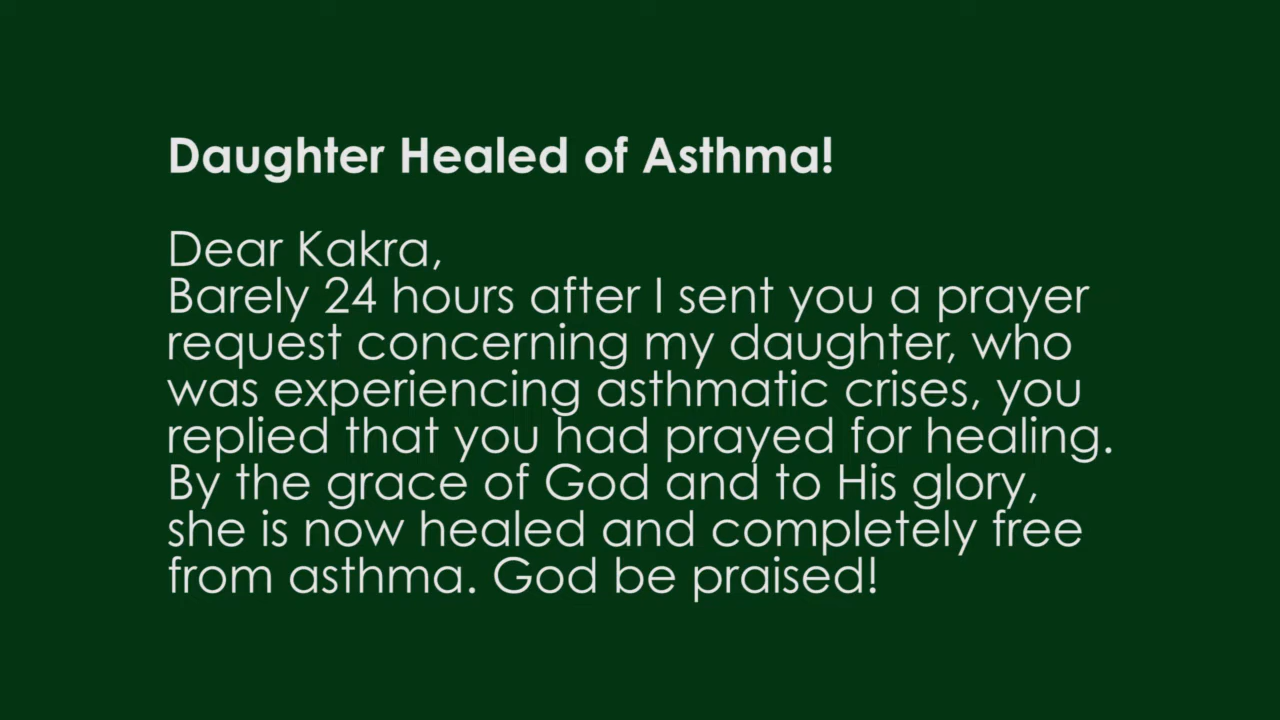 Daughter Healed of Asthma!
Dear Kakra,
Barely 24 hours after I sent you a prayer
request concerning my daughter, who
was experiencing asthmatic crises, you
replied that you had prayed for healing.
By the grace of God and to His glory,
she is now healed and completely free
from asthma. God be praised!